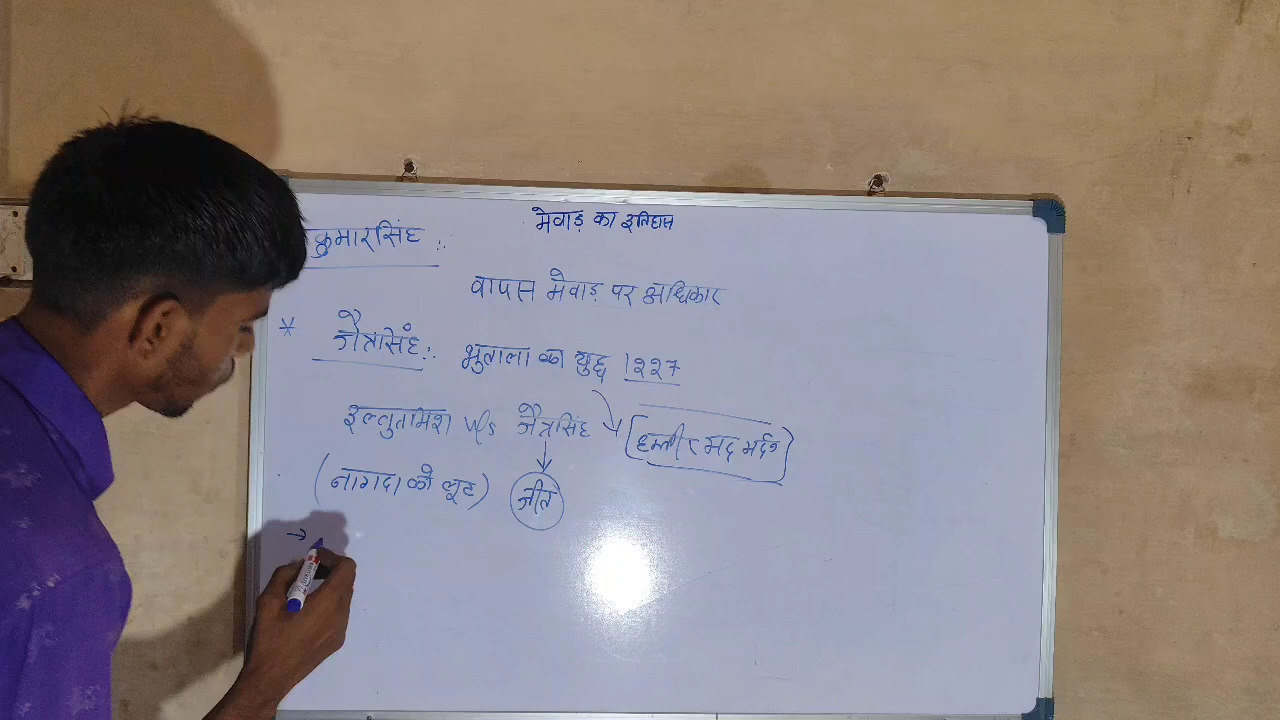 मेवाड़ का इतिहास
कुमारसिंह :.
वापस मेवाड़ पर अधिकार
* जैत्रसिंह :. भुताला का युद्ध 1227
इल्तुतमिश v/s जैत्रसिंह → [हम्मीर मद मर्दन]
(नागदा को लूट) जीत
→